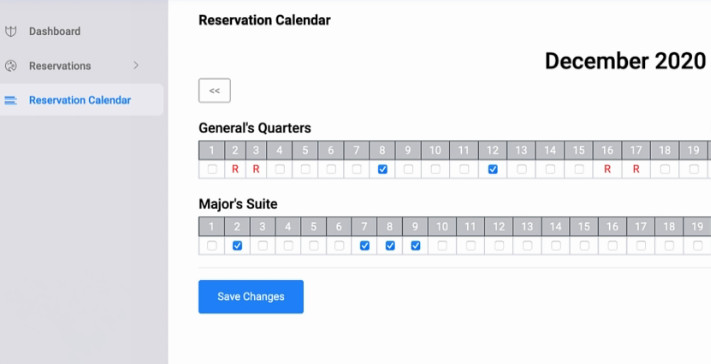 Reservation Calendar
Dashboard
December 2020
Reservations
<<
Reservation Calendar
General's Quarters
1 2 3 4 5 6 7 8 9 10 11 12 13 14 15 16 17 18 19
R R R R
Major's Suite
1 2 3 4 5 6 7 8 9 10 11 12 13 14 15 16 17 18 19
Save Changes